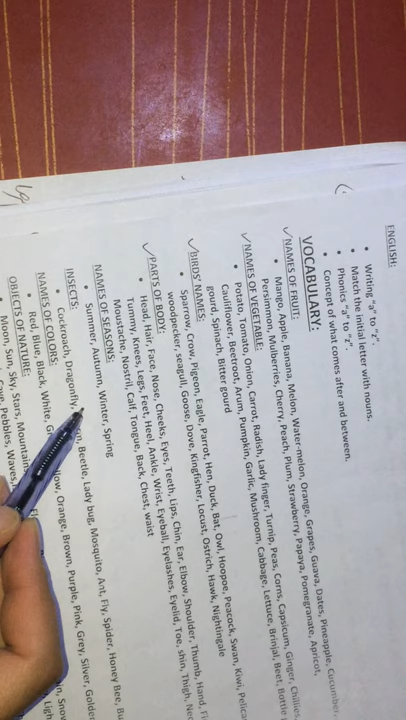 ENGLISH:
Writing "a" to "z".
Match the initial letter with nouns.
Phonics "a" to "z".
Concept of what comes after and between.
VOCABULARY:
NAMES OF FRUIT:
Mango, Apple, Banana, Melon, Water-melon, Orange, Grapes, Guava, Dates, Pineapple, Cucumber
Persimmon, Mulberries, Cherry, Peach, Plum, Strawberry, Papaya, Pomegranate, Apricot,
NAMES OF VEGETABLE:
Potato, Tomato, Onion, Carrot, Radish, Lady finger, Turnip, Peas, Corns, Capsicum, Ginger, Chillies
Cauliflower, Beetroot, Arum, Pumpkin, Garlic, Mushroom, Cabbage, Lettuce, Brinjal, Beet, Bottle
gourd, Spinach, Bitter gourd
BIRDS' NAMES:
Sparrow, Crow, Pigeon, Eagle, Parrot, Hen, Duck, Bat, Owl, Hoopoe, Peacock, Swan, Kiwi,
woodpecker, seagull, Goose, Dove, Kingfisher, Locust, Ostrich, Hawk, Nightingale
PARTS OF BODY:
Head, Hair, Face, Nose, Cheeks, Eyes, Teeth, Lips, Chin, Ear, Elbow, Shoulder, Thumb, Hand,
Tummy, Knees, Legs, Feet, Heel, Ankle, Wrist, Eyeball, Eyelashes, Eyelid, Toe, shin, Thigh,
Moustache, Nostril, Calf, Tongue, Back, Chest, waist
NAMES OF SEASONS:
Summer, Autumn, Winter, Spring
INSECTS:
Cockroach, Dragonfly, Beetle, Lady bug, Mosquito, Ant, Fly, Spider, Honey Bee,
NAMES OF COLORS:
Red, Blue, Black, White, Orange, Brown, Purple, Pink, Grey, Silver,
OBJECTS OF NATURE:
Moon, Sun, Sky, Stars,
Pebbles, Waves,